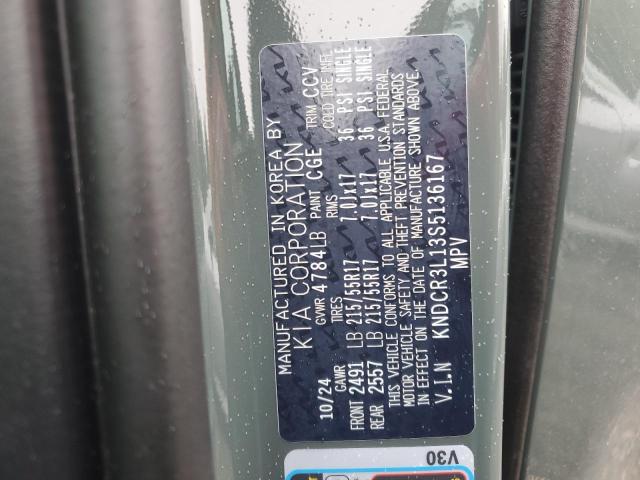 MANUFACTURED IN KOREA BY
KIA CORPORATION
10/24 GVWR 4784LB PAINT CGE TRIM CCV
GAWR TIRES RIMS COLD TIRE INFL
FRONT 2491 LB 215/55R17 7.0Jx17 36 PSI SINGLE
REAR 2557 LB 215/55R17 7.0Jx17 36 PSI SINGLE
THIS VEHICLE CONFORMS TO ALL APPLICABLE U.S.A. FEDERAL
MOTOR VEHICLE SAFETY AND THEFT PREVENTION STANDARDS
IN EFFECT ON THE DATE OF MANUFACTURE SHOWN ABOVE.
V.I.N KNDCR3L13S5136167
MPV
V30